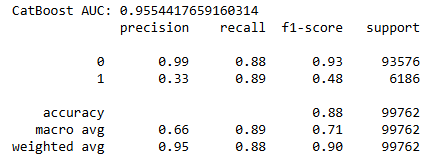 CatBoost AUC: 0.9554417659160314
precision recall f1-score support
0 0.99 0.88 0.93 93576
1 0.33 0.89 0.48 6186
accuracy 0.88 99762
macro avg 0.66 0.89 0.71 99762
weighted avg 0.95 0.88 0.90 99762